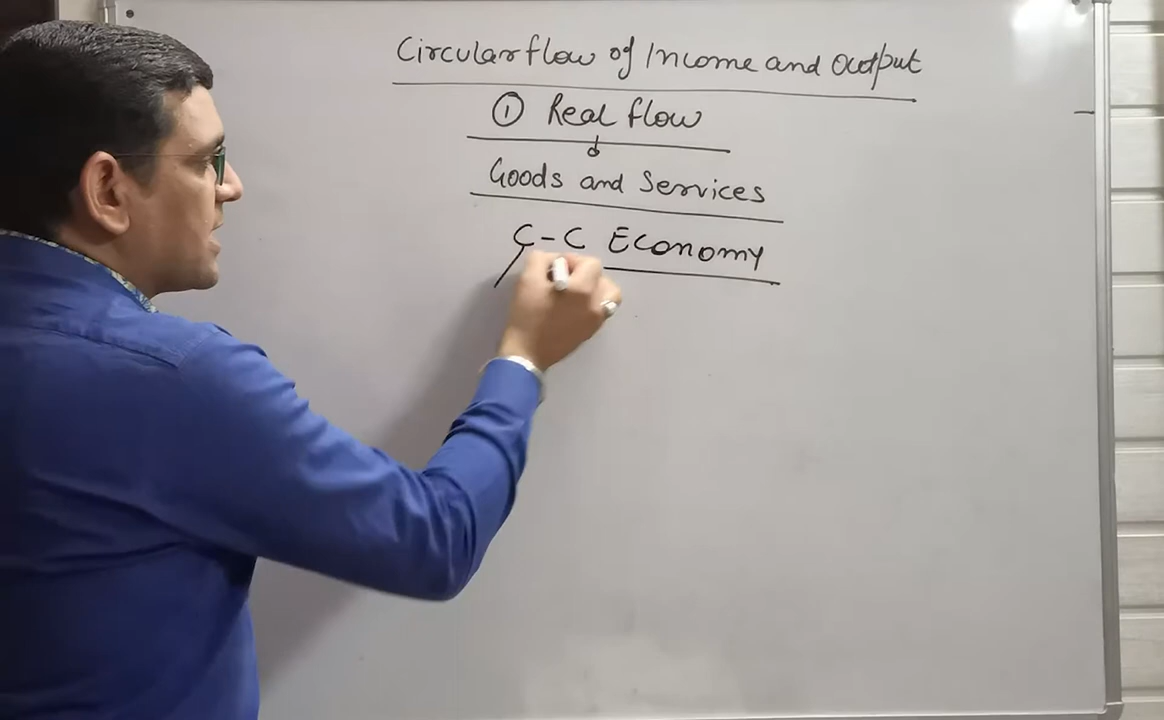 Circular flow of Income and Output
① Real flow
Goods and Services
C-C Economy